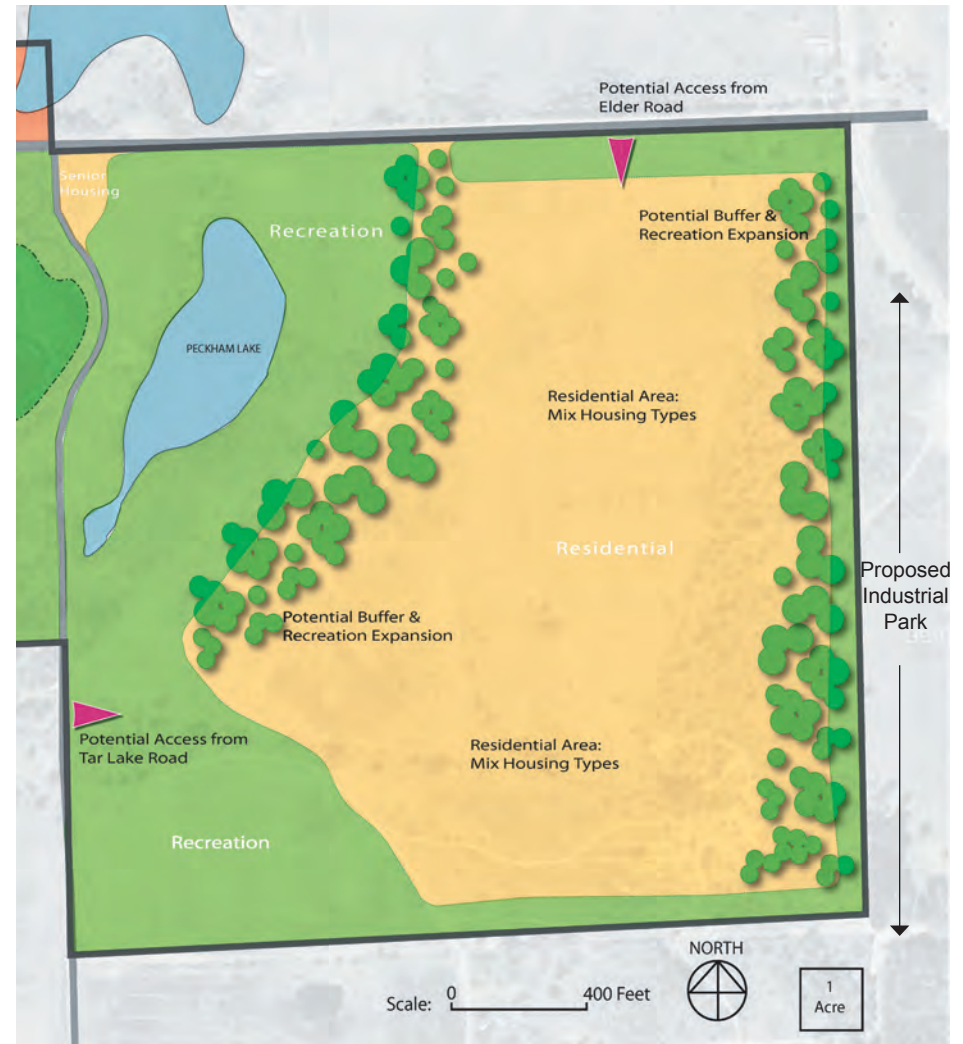 Potential Access from
Elder Road
Senior
Housing
Recreation
Potential Buffer &
Recreation Expansion
PECKHAM LAKE
Residential Area:
Mix Housing Types
Residential
Proposed
Industrial
Park
Potential Buffer &
Recreation Expansion
Potential Access from
Tar Lake Road
Residential Area:
Mix Housing Types
Recreation
NORTH
Scale: 0 400 Feet
1
Acre